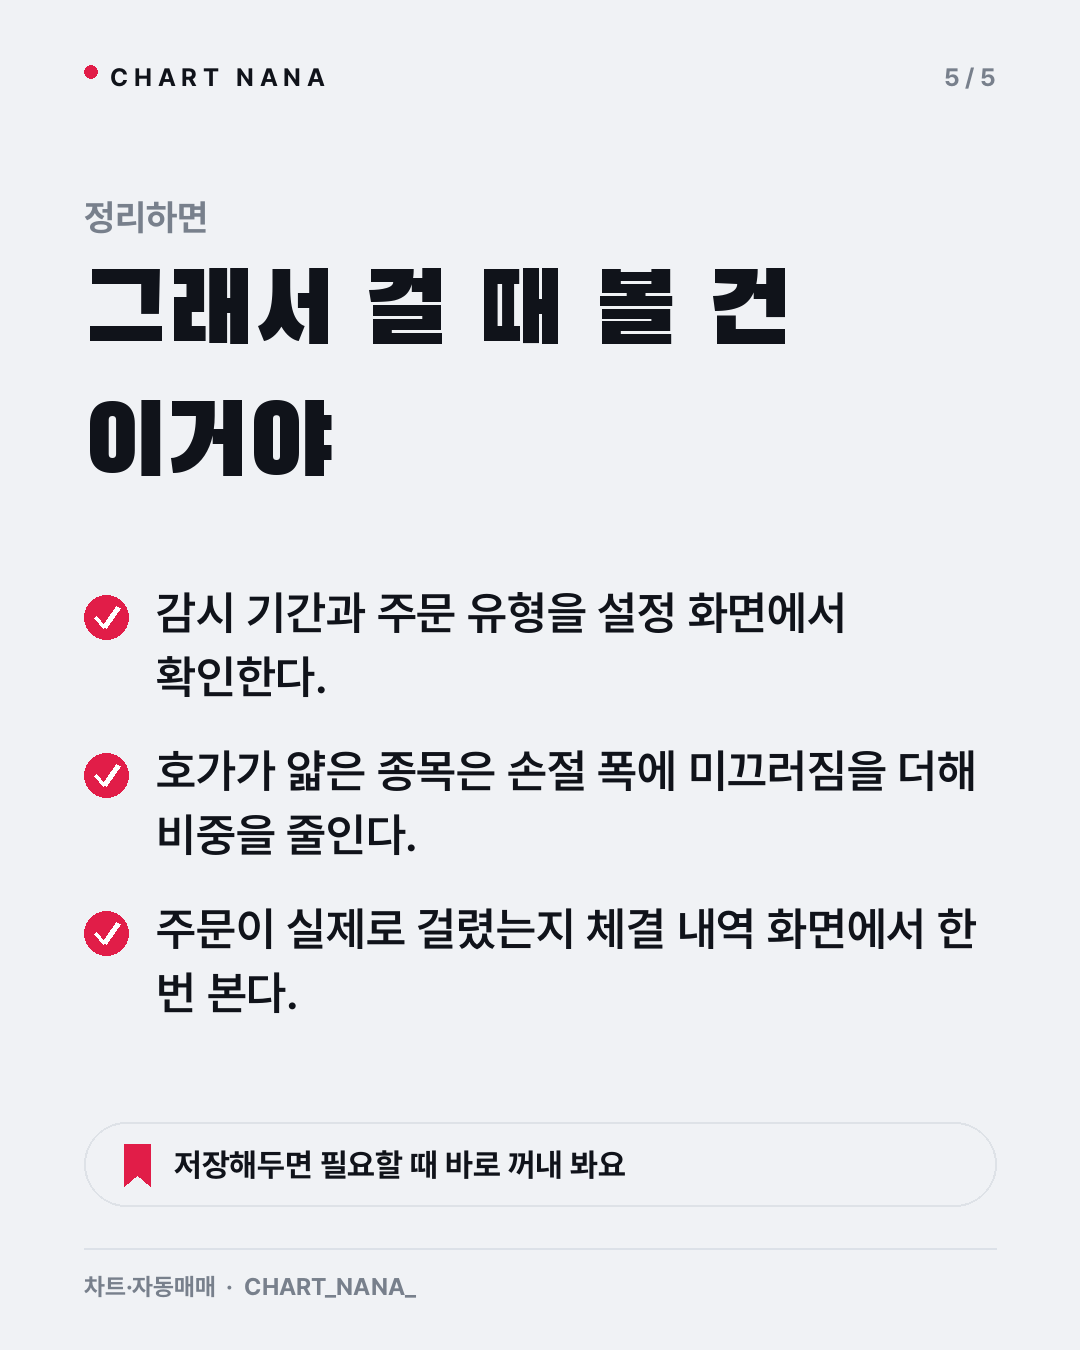 CHART NANA
5 / 5
정리하면
그래서 걸 때 볼 건
이거야
감시 기간과 주문 유형을 설정 화면에서
확인한다.
호가가 얇은 종목은 손절 폭에 미끄러짐을 더해
비중을 줄인다.
주문이 실제로 걸렸는지 체결 내역 화면에서 한
번 본다.
저장해두면 필요할 때 바로 꺼내 봐요
차트·자동매매 · CHART_NANA_